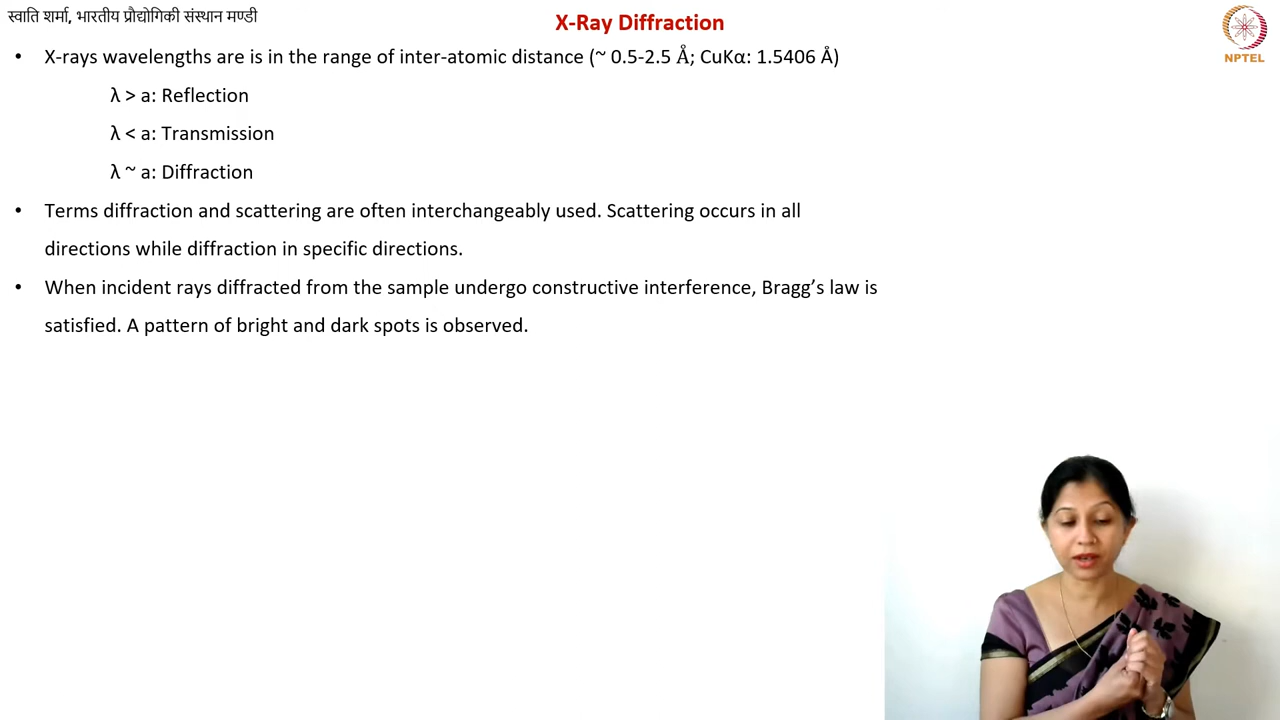 स्वाति शर्मा, भारतीय प्रौद्योगिकी संस्थान मण्डी
X-Ray Diffraction
NPTEL
• X-rays wavelengths are is in the range of inter-atomic distance (~ 0.5-2.5 Å; CuKα: 1.5406 Å)
λ > a: Reflection
λ < a: Transmission
λ ~ a: Diffraction
• Terms diffraction and scattering are often interchangeably used. Scattering occurs in all
directions while diffraction in specific directions.
• When incident rays diffracted from the sample undergo constructive interference, Bragg’s law is
satisfied. A pattern of bright and dark spots is observed.